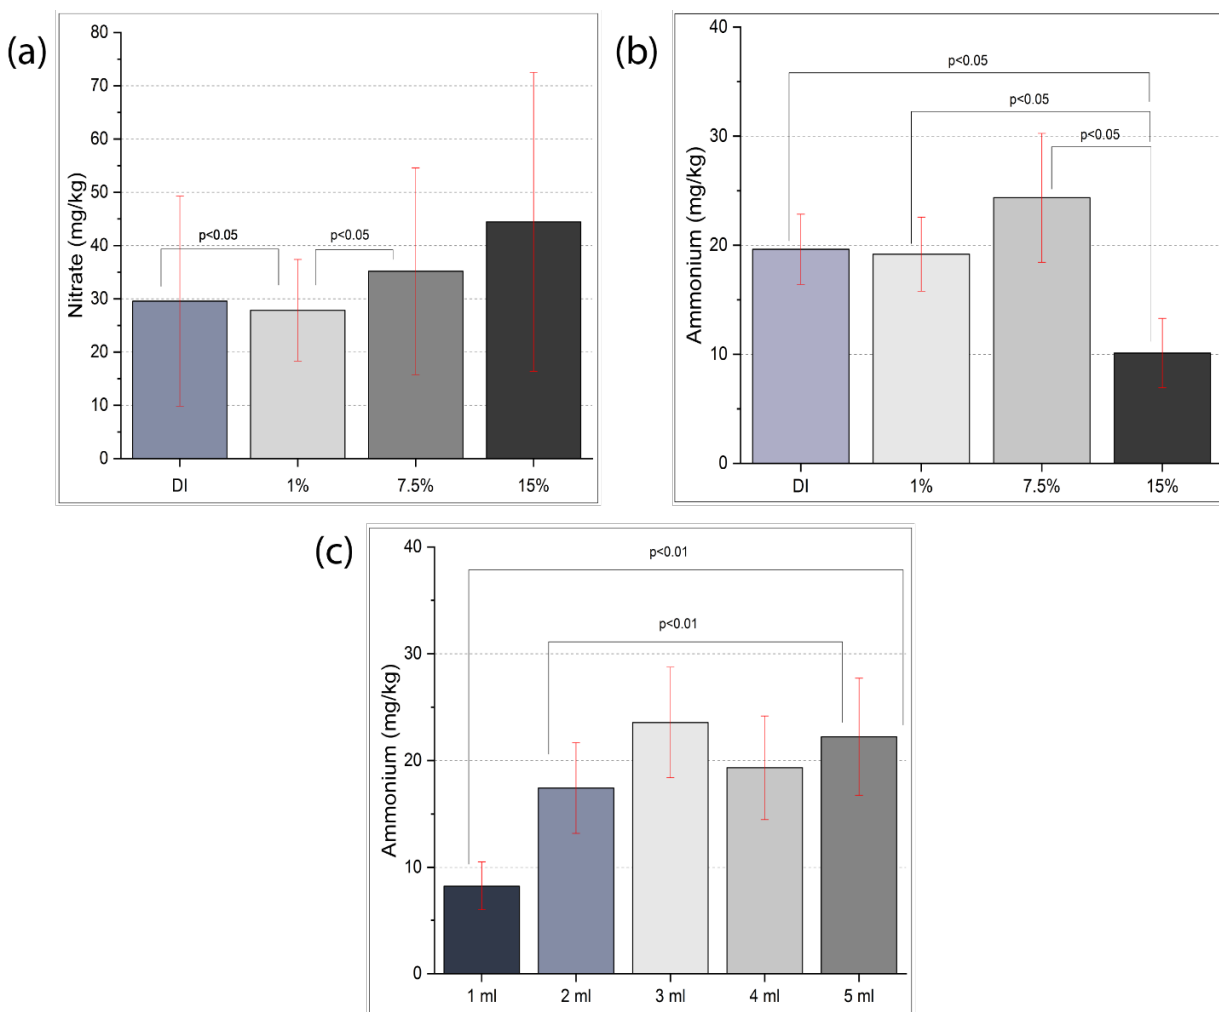 (a)
80
70
60
50
40
30
20
10
0
Nitrate (mg/kg)
p<0.05
p<0.05
DI 1% 7.5% 15%
(b)
40
30
20
10
0
Ammonium (mg/kg)
p<0.05
p<0.05
p<0.05
DI 1% 7.5% 15%
(c)
40
30
20
10
0
Ammonium (mg/kg)
p<0.01
p<0.01
1 ml 2 ml 3 ml 4 ml 5 ml